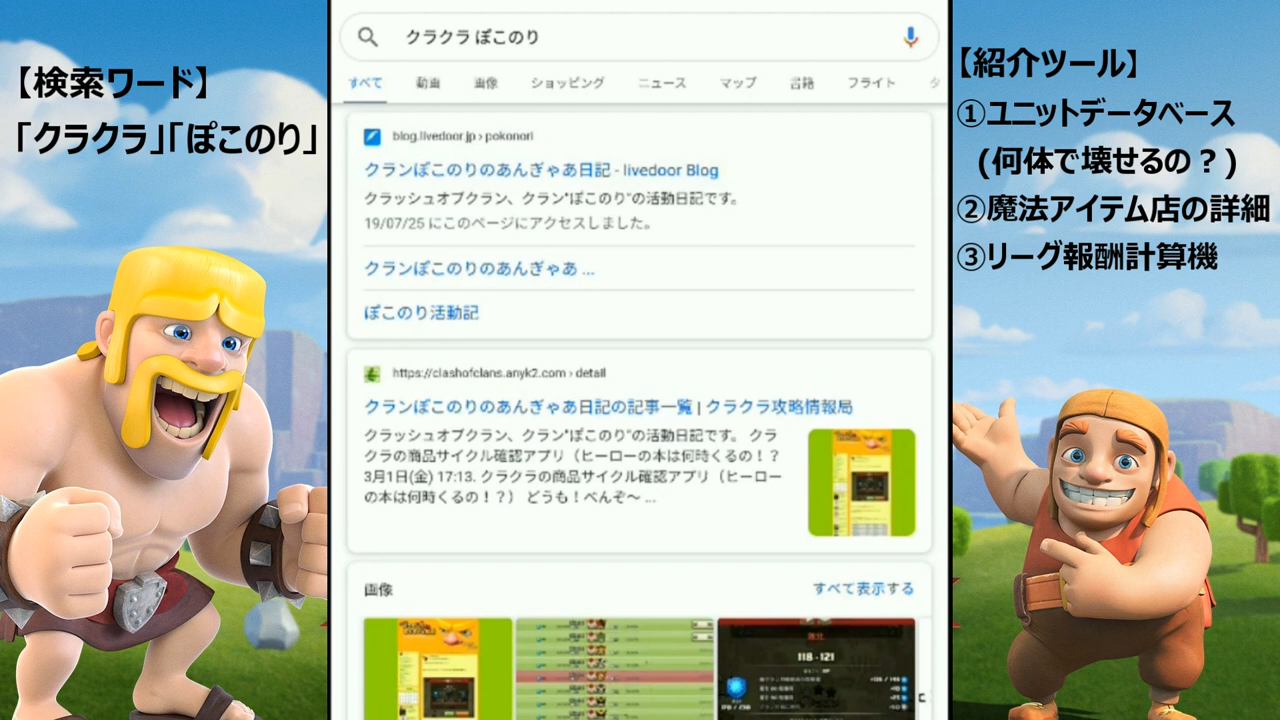 【検索ワード】
「クラクラ」「ぽこのり」
クラクラ ぽこのり
すべて 動画 画像 ショッピング ニュース マップ 書籍 フライト
blog.livedoor.jp › pokonori
クランぽこのりのあんぎゃあ日記 - livedoor Blog
クラッシュオブクラン、クラン"ぽこのり"の活動日記です。
19/07/25 にこのページにアクセスしました。
クランぽこのりのあんぎゃあ ...
ぽこのり活動記
https://clashofclans.anyk2.com › detail
クランぽこのりのあんぎゃあ日記の記事一覧 | クラクラ攻略情報局
クラッシュオブクラン、クラン"ぽこのり"の活動日記です。 クラ
クラの商品サイクル確認アプリ（ヒーローの本は何時くるの！？
3月1日(金) 17:13. クラクラの商品サイクル確認アプリ（ヒーロー
の本は何時くるの！？） どうも！べんぞ〜 ...
画像 すべて表示する
118 - 121
【紹介ツール】
①ユニットデータベース
(何体で壊せるの？)
②魔法アイテム店の詳細
③リーグ報酬計算機